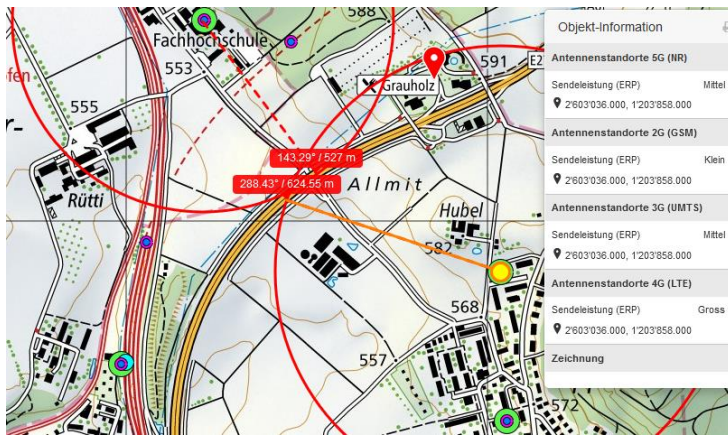 588
Fachhochschule
553
591
E2
Grauholz
555
143.29° / 527 m
288.43° / 624.55 m
Allmit
Rütti
Hubel
582
568
557
572
Objekt-Information
Antennenstandorte 5G (NR)
Sendeleistung (ERP) Mittel
2'603'036.000, 1'203'858.000
Antennenstandorte 2G (GSM)
Sendeleistung (ERP) Klein
2'603'036.000, 1'203'858.000
Antennenstandorte 3G (UMTS)
Sendeleistung (ERP) Mittel
2'603'036.000, 1'203'858.000
Antennenstandorte 4G (LTE)
Sendeleistung (ERP) Gross
2'603'036.000, 1'203'858.000
Zeichnung